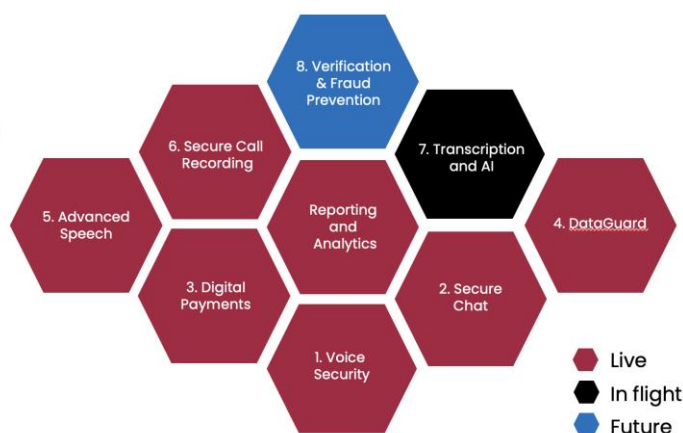 8. Verification
& Fraud
Prevention
6. Secure Call
Recording
7. Transcription
and AI
5. Advanced
Speech
Reporting
and
Analytics
4. DataGuard
3. Digital
Payments
2. Secure
Chat
1. Voice
Security
Live
In flight
Future